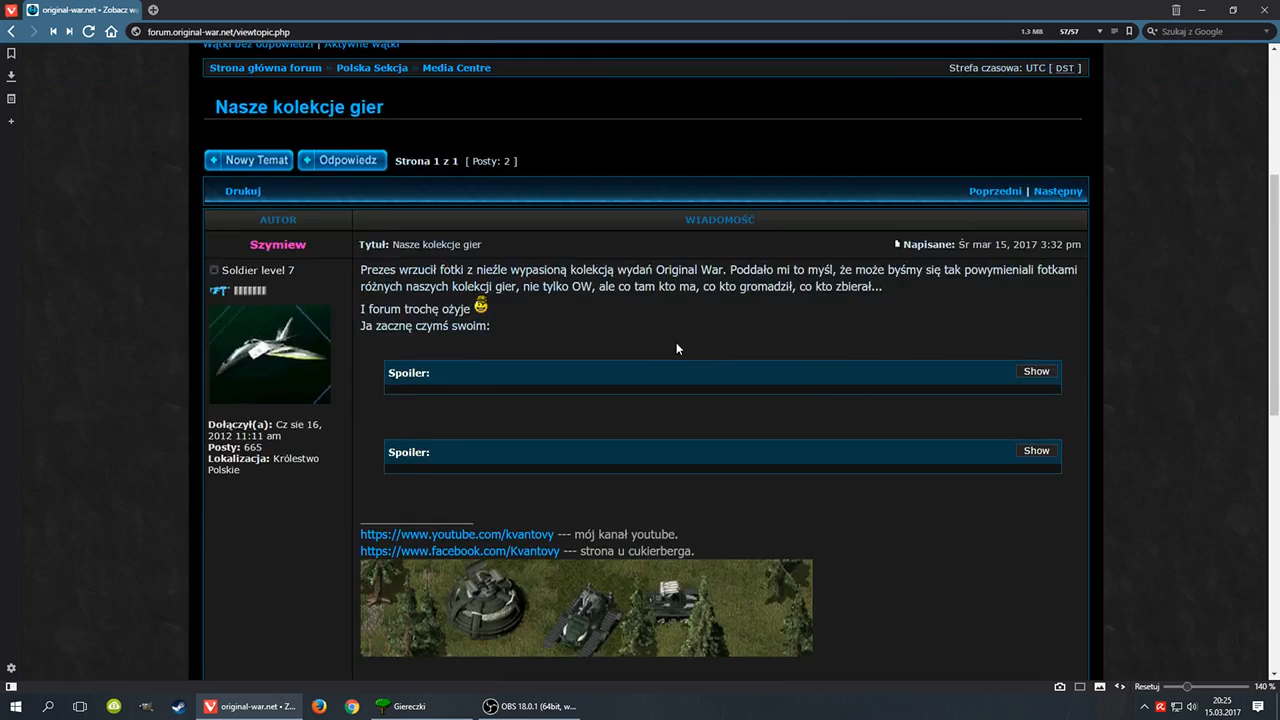 original-war.net • Zobacz w
forum.original-war.net/viewtopic.php
1.3 MB
57/57
Szukaj z Google
Wątki bez odpowiedzi | Aktywne wątki
Strona główna forum » Polska Sekcja » Media Centre
Strefa czasowa: UTC [ DST ]
Nasze kolekcje gier
Nowy Temat
Odpowiedz
Strona 1 z 1 [ Posty: 2 ]
Drukuj
Poprzedni | Następny
AUTOR
WIADOMOŚĆ
Szymiew
Tytuł: Nasze kolekcje gier
Napisane: Śr mar 15, 2017 3:32 pm
Soldier level 7
Dołączył(a): Cz sie 16,
2012 11:11 am
Posty: 665
Lokalizacja: Królestwo
Polskie
Prezes wrzucił fotki z nieźle wypasioną kolekcją wydań Original War. Poddało mi to myśl, że może byśmy się tak powymieniali fotkami
różnych naszych kolekcji gier, nie tylko OW, ale co tam kto ma, co kto gromadził, co kto zbierał...
I forum trochę ożyje
Ja zacznę czymś swoim:
Spoiler:
Show
Spoiler:
Show
https://www.youtube.com/kvantovy --- mój kanał youtube.
https://www.facebook.com/Kvantovy --- strona u cukierberga.
Resetuj
140 %
original-war.net • Z...
Giereczki
OBS 18.0.1 (64bit, w...
20:25
15.03.2017